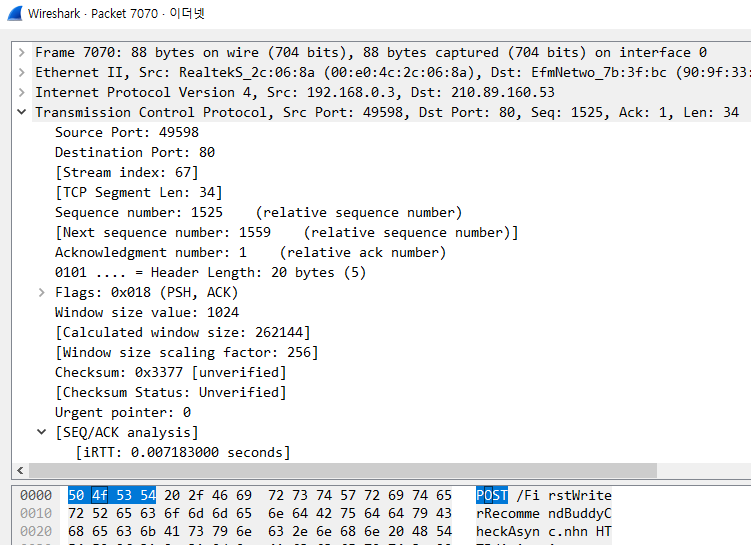 Wireshark · Packet 7070 · 이더넷
Frame 7070: 88 bytes on wire (704 bits), 88 bytes captured (704 bits) on interface 0
Ethernet II, Src: RealtekS_2c:06:8a (00:e0:4c:2c:06:8a), Dst: EfmNetwo_7b:3f:bc (90:9f:33:
Internet Protocol Version 4, Src: 192.168.0.3, Dst: 210.89.160.53
Transmission Control Protocol, Src Port: 49598, Dst Port: 80, Seq: 1525, Ack: 1, Len: 34
Source Port: 49598
Destination Port: 80
[Stream index: 67]
[TCP Segment Len: 34]
Sequence number: 1525    (relative sequence number)
[Next sequence number: 1559    (relative sequence number)]
Acknowledgment number: 1    (relative ack number)
0101 .... = Header Length: 20 bytes (5)
Flags: 0x018 (PSH, ACK)
Window size value: 1024
[Calculated window size: 262144]
[Window size scaling factor: 256]
Checksum: 0x3377 [unverified]
[Checksum Status: Unverified]
Urgent pointer: 0
[SEQ/ACK analysis]
[iRTT: 0.007183000 seconds]
0000 50 4f 53 54 20 2f 46 69 72 73 74 57 72 69 74 65 POST /Fi rstWrite
0010 72 52 65 63 6f 6d 6d 65 6e 64 42 75 64 64 79 43 rRecomme ndBuddyC
0020 68 65 63 6b 41 73 79 6e 63 2e 6e 68 6e 20 48 54 heckAsyn c.nhn HT